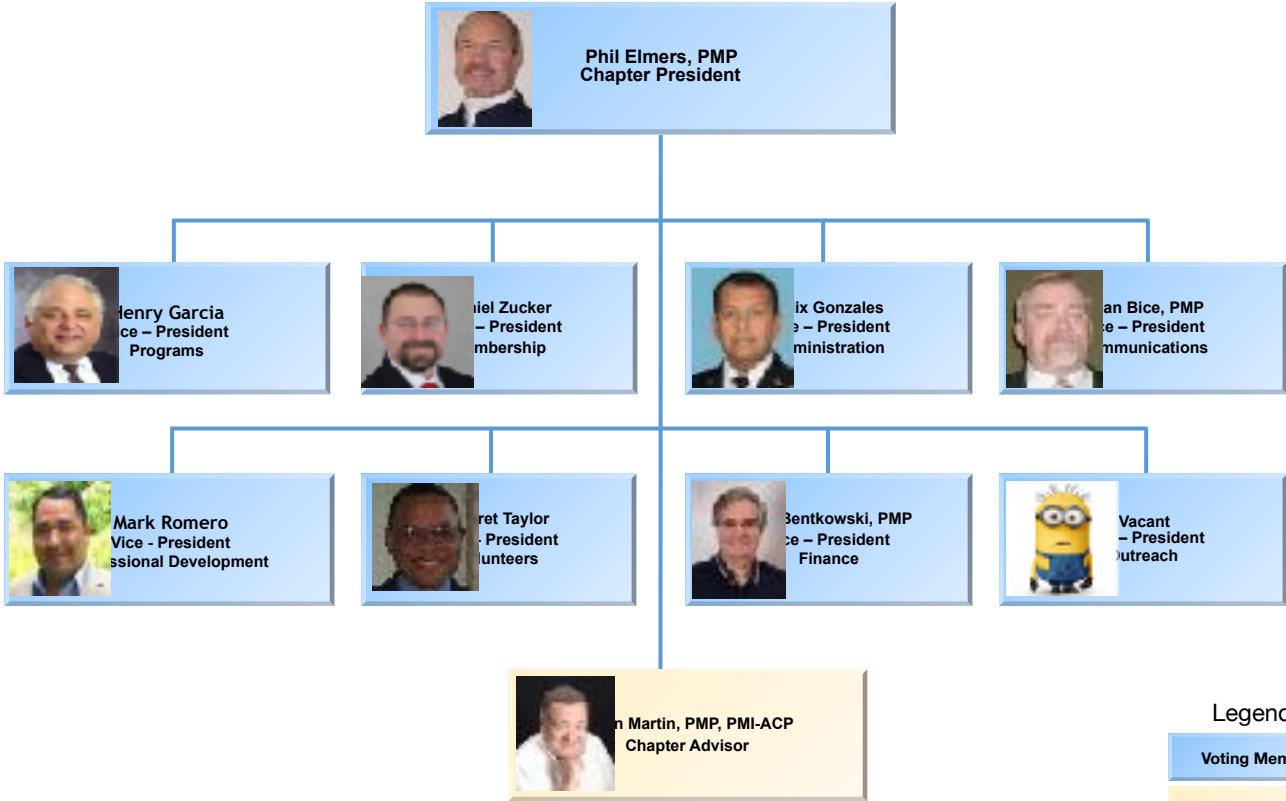 Phil Elmers, PMP
Chapter President
Henry Garcia
ce – President
Programs
niel Zucker
– President
mbership
ix Gonzales
e – President
ministration
an Bice, PMP
ce – President
mmunications
Mark Romero
Vice - President
ssional Development
ret Taylor
- President
lunteers
Bentkowski, PMP
ce – President
Finance
Vacant
– President
Outreach
n Martin, PMP, PMI-ACP
Chapter Advisor
Legend
Voting Mem